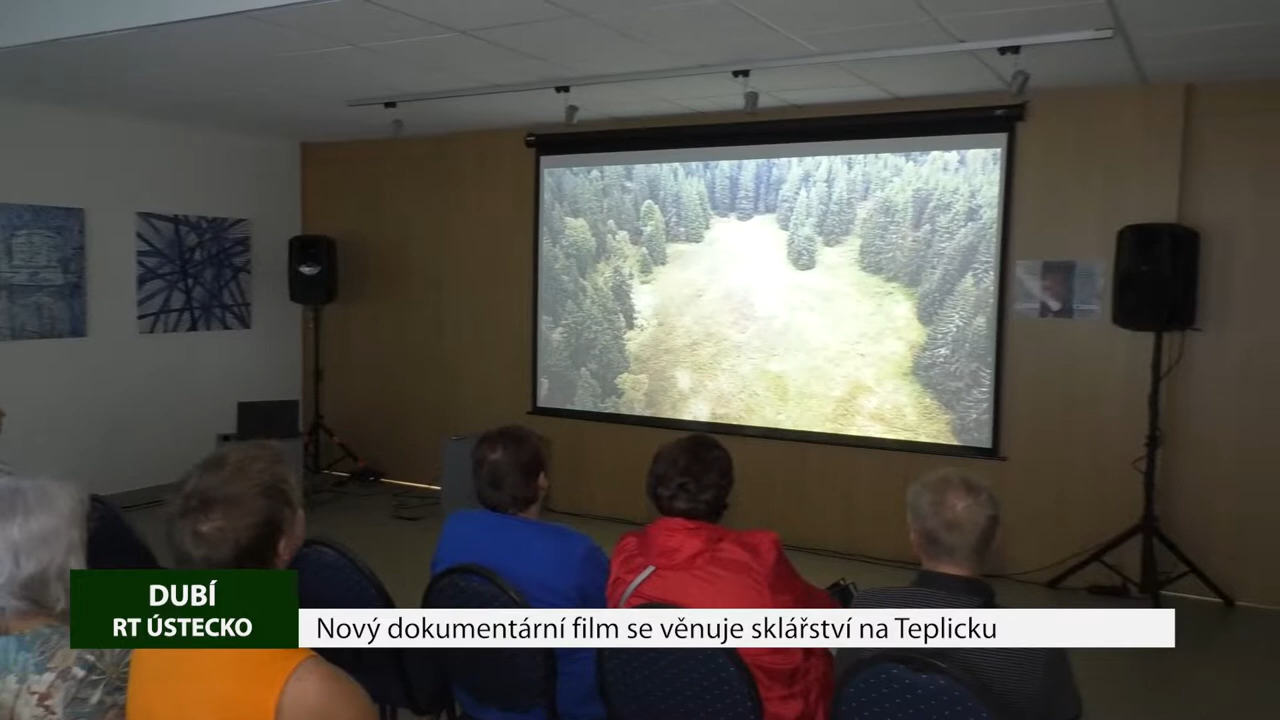 DUBÍ
RT ÚSTECKO
Nový dokumentární film se věnuje sklářství na Teplicku